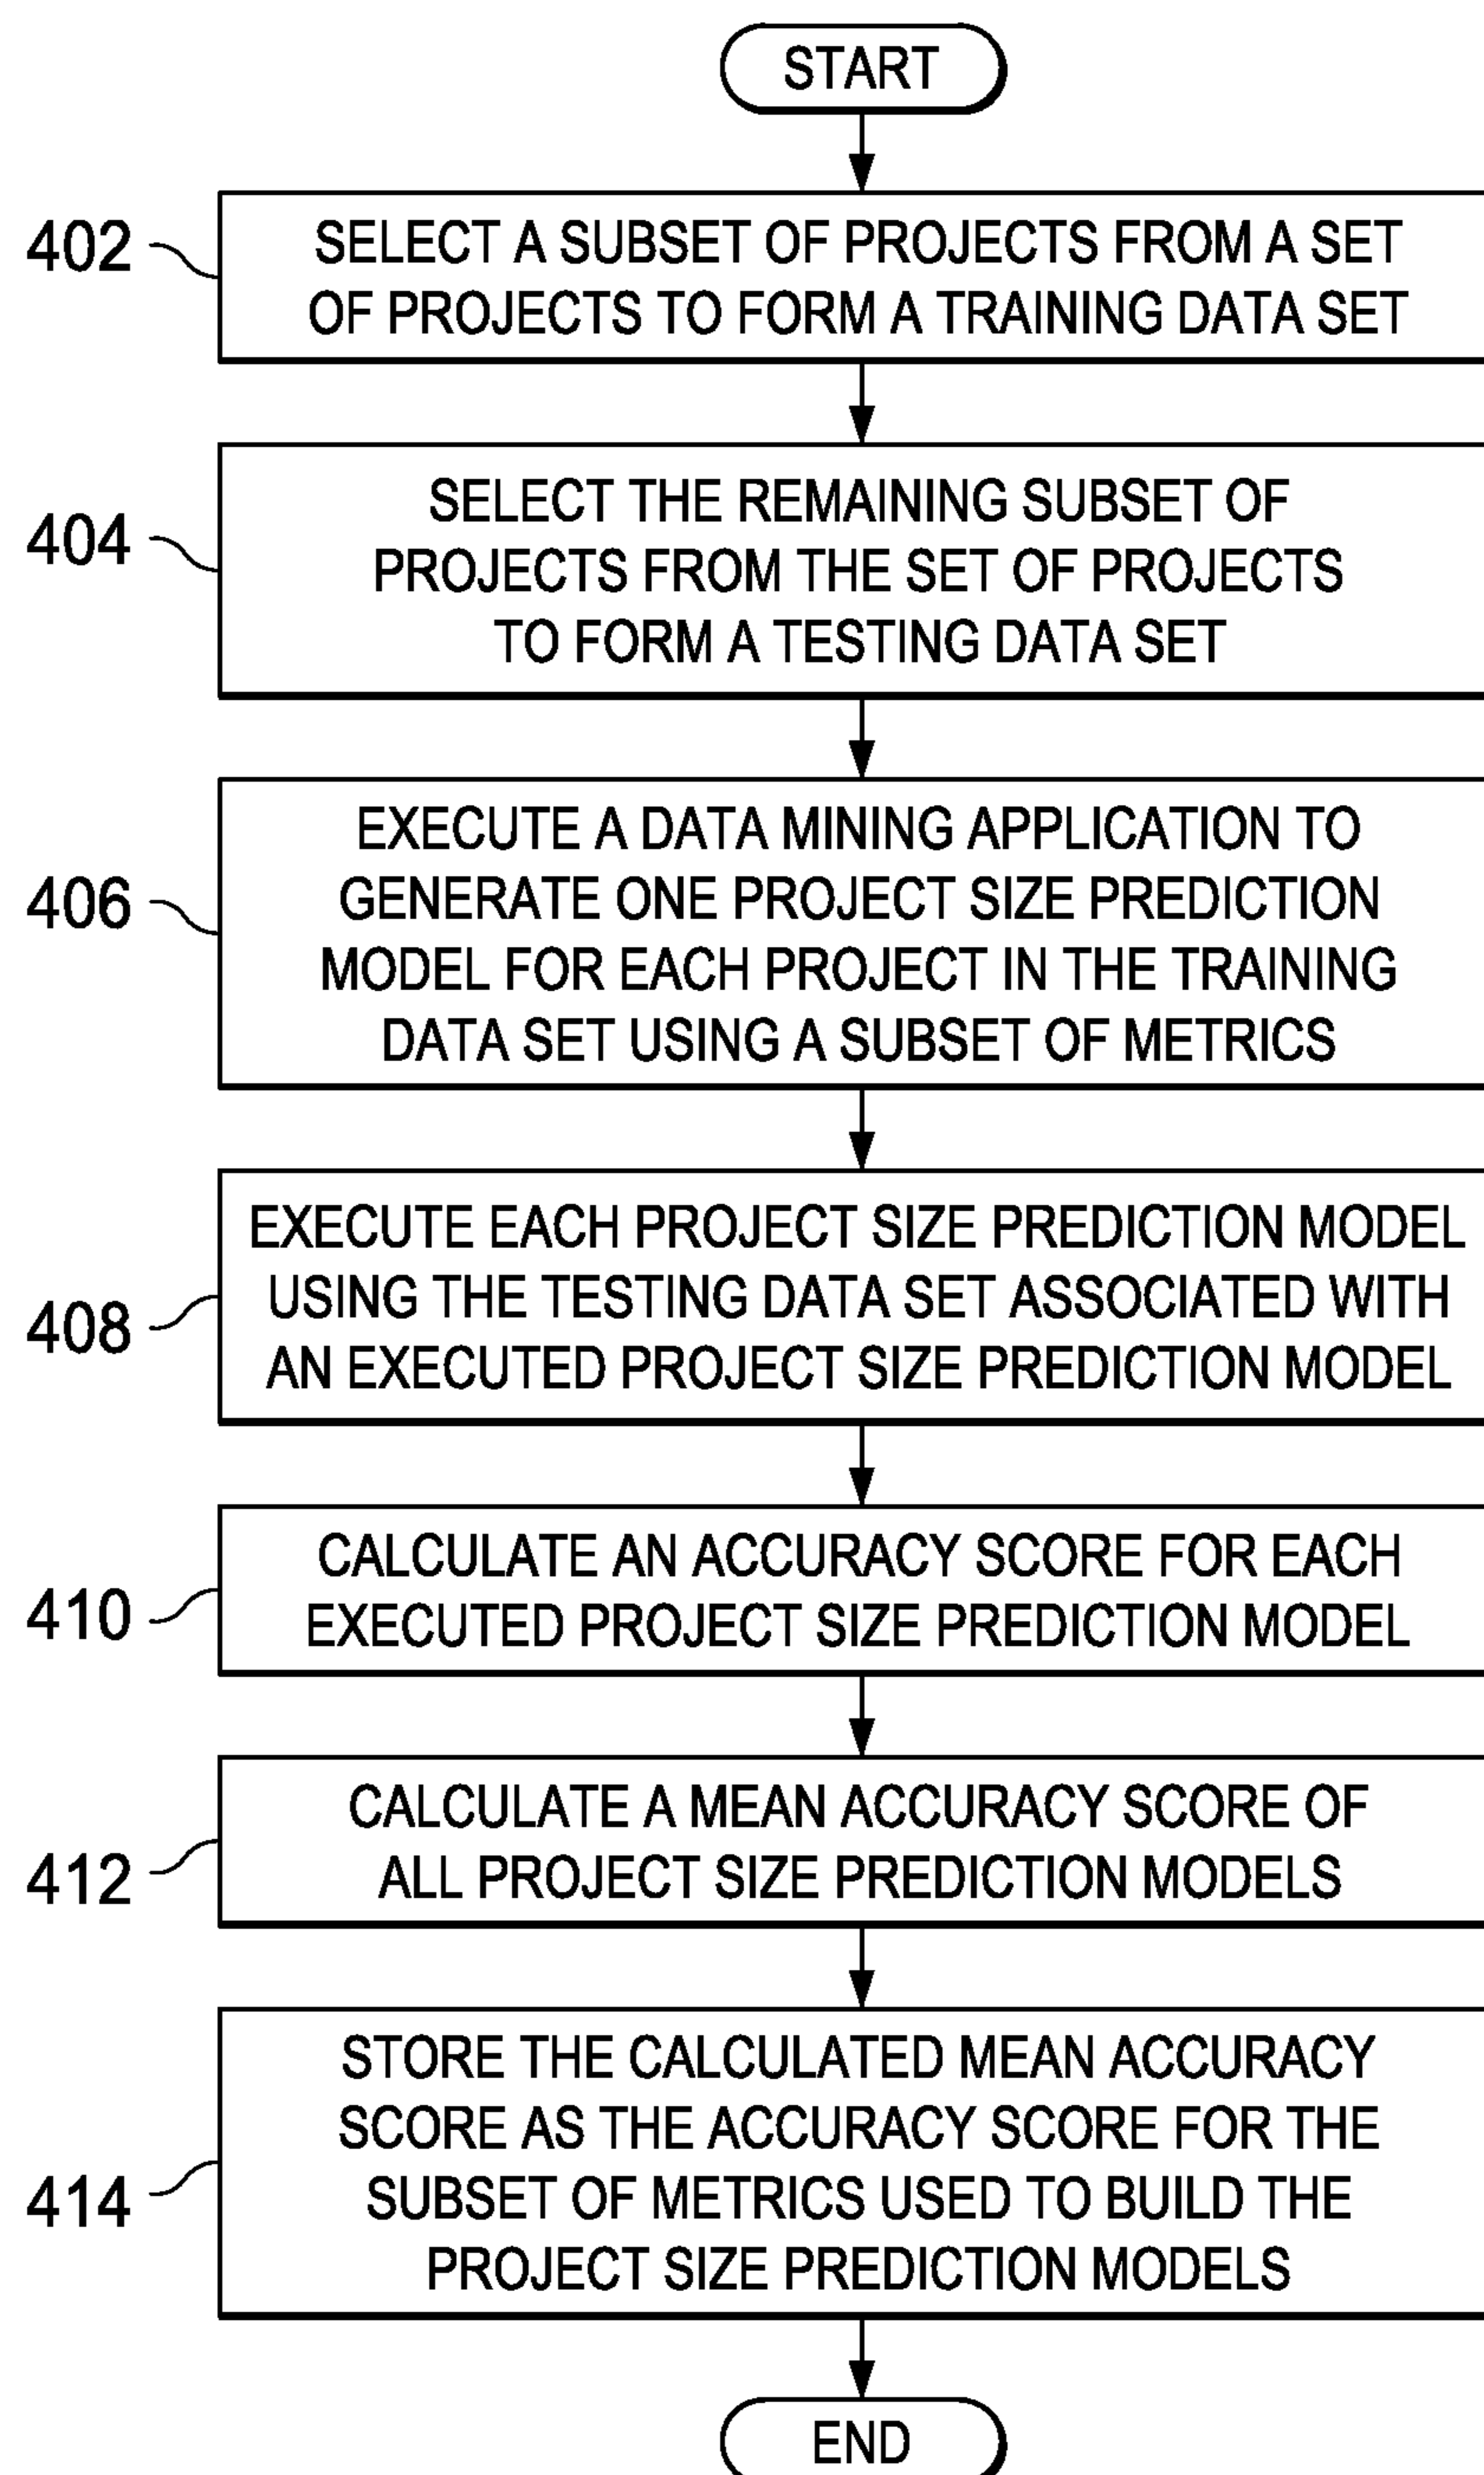 START
402
SELECT A SUBSET OF PROJECTS FROM A SET
OF PROJECTS TO FORM A TRAINING DATA SET
404
SELECT THE REMAINING SUBSET OF
PROJECTS FROM THE SET OF PROJECTS
TO FORM A TESTING DATA SET
406
EXECUTE A DATA MINING APPLICATION TO
GENERATE ONE PROJECT SIZE PREDICTION
MODEL FOR EACH PROJECT IN THE TRAINING
DATA SET USING A SUBSET OF METRICS
408
EXECUTE EACH PROJECT SIZE PREDICTION MODEL
USING THE TESTING DATA SET ASSOCIATED WITH
AN EXECUTED PROJECT SIZE PREDICTION MODEL
410
CALCULATE AN ACCURACY SCORE FOR EACH
EXECUTED PROJECT SIZE PREDICTION MODEL
412
CALCULATE A MEAN ACCURACY SCORE OF
ALL PROJECT SIZE PREDICTION MODELS
414
STORE THE CALCULATED MEAN ACCURACY
SCORE AS THE ACCURACY SCORE FOR THE
SUBSET OF METRICS USED TO BUILD THE
PROJECT SIZE PREDICTION MODELS
END